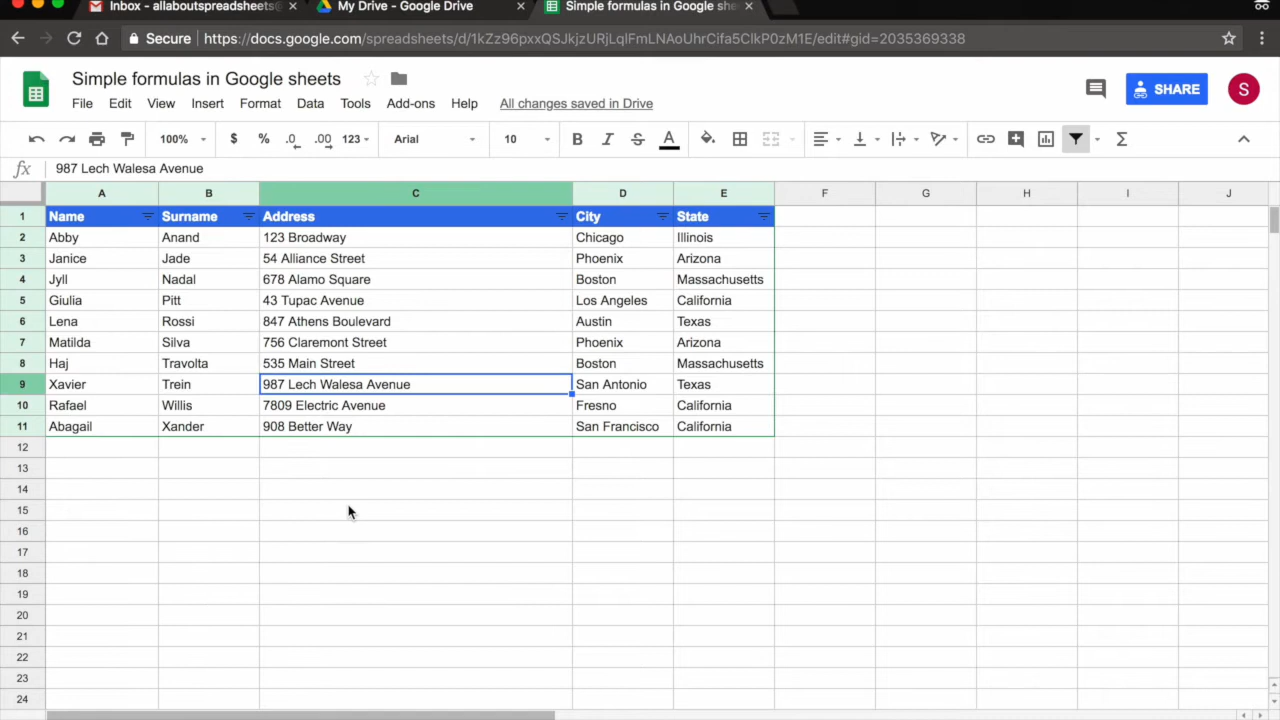 Inbox - allaboutspreadsheets@ × My Drive - Google Drive × Simple formulas in Google shee ×
Secure https://docs.google.com/spreadsheets/d/1kZz96pxxQSJkjzURjLqlFmLNAoUhrCifa5ClkP0zM1E/edit#gid=2035369338
Simple formulas in Google sheets
File Edit View Insert Format Data Tools Add-ons Help All changes saved in Drive
SHARE S
100% $ % .0 .00 123 Arial 10 B I S A Σ
fx 987 Lech Walesa Avenue
A B C D E F G H I J
1 Name Surname Address City State
2 Abby Anand 123 Broadway Chicago Illinois
3 Janice Jade 54 Alliance Street Phoenix Arizona
4 Jyll Nadal 678 Alamo Square Boston Massachusetts
5 Giulia Pitt 43 Tupac Avenue Los Angeles California
6 Lena Rossi 847 Athens Boulevard Austin Texas
7 Matilda Silva 756 Claremont Street Phoenix Arizona
8 Haj Travolta 535 Main Street Boston Massachusetts
9 Xavier Trein 987 Lech Walesa Avenue San Antonio Texas
10 Rafael Willis 7809 Electric Avenue Fresno California
11 Abagail Xander 908 Better Way San Francisco California
12
13
14
15
16
17
18
19
20
21
22
23
24